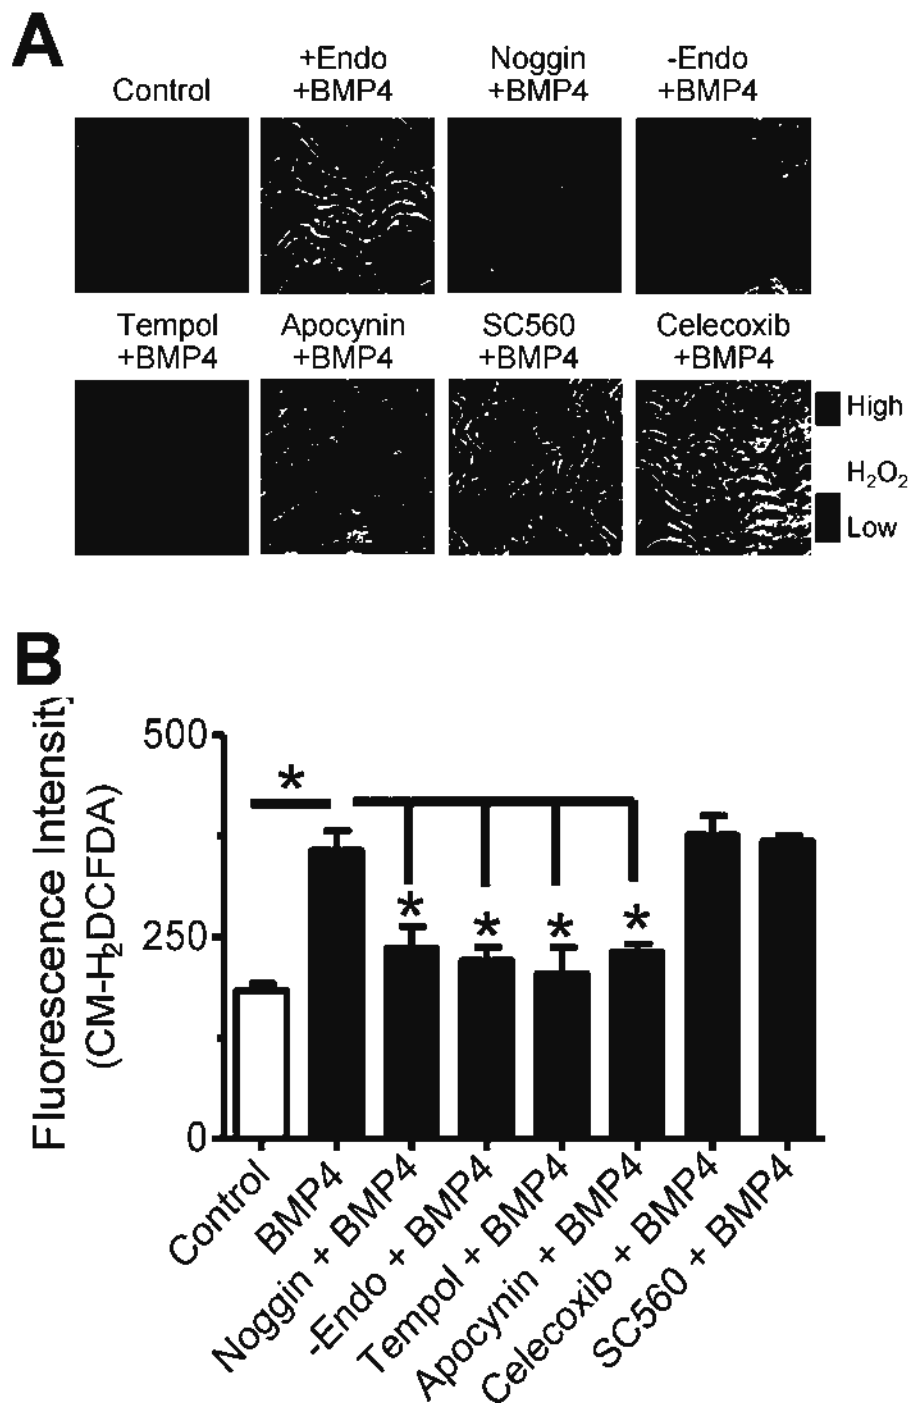 A
Control
+Endo
+BMP4
Noggin
+BMP4
-Endo
+BMP4
Tempol
+BMP4
Apocynin
+BMP4
SC560
+BMP4
Celecoxib
+BMP4
High
H₂O₂
Low
B
Fluorescence Intensity
(CM-H₂DCFDA)
500
250
0
*
*
*
*
*
Control
BMP4
Noggin + BMP4
-Endo + BMP4
Tempol + BMP4
Apocynin + BMP4
Celecoxib + BMP4
SC560 + BMP4